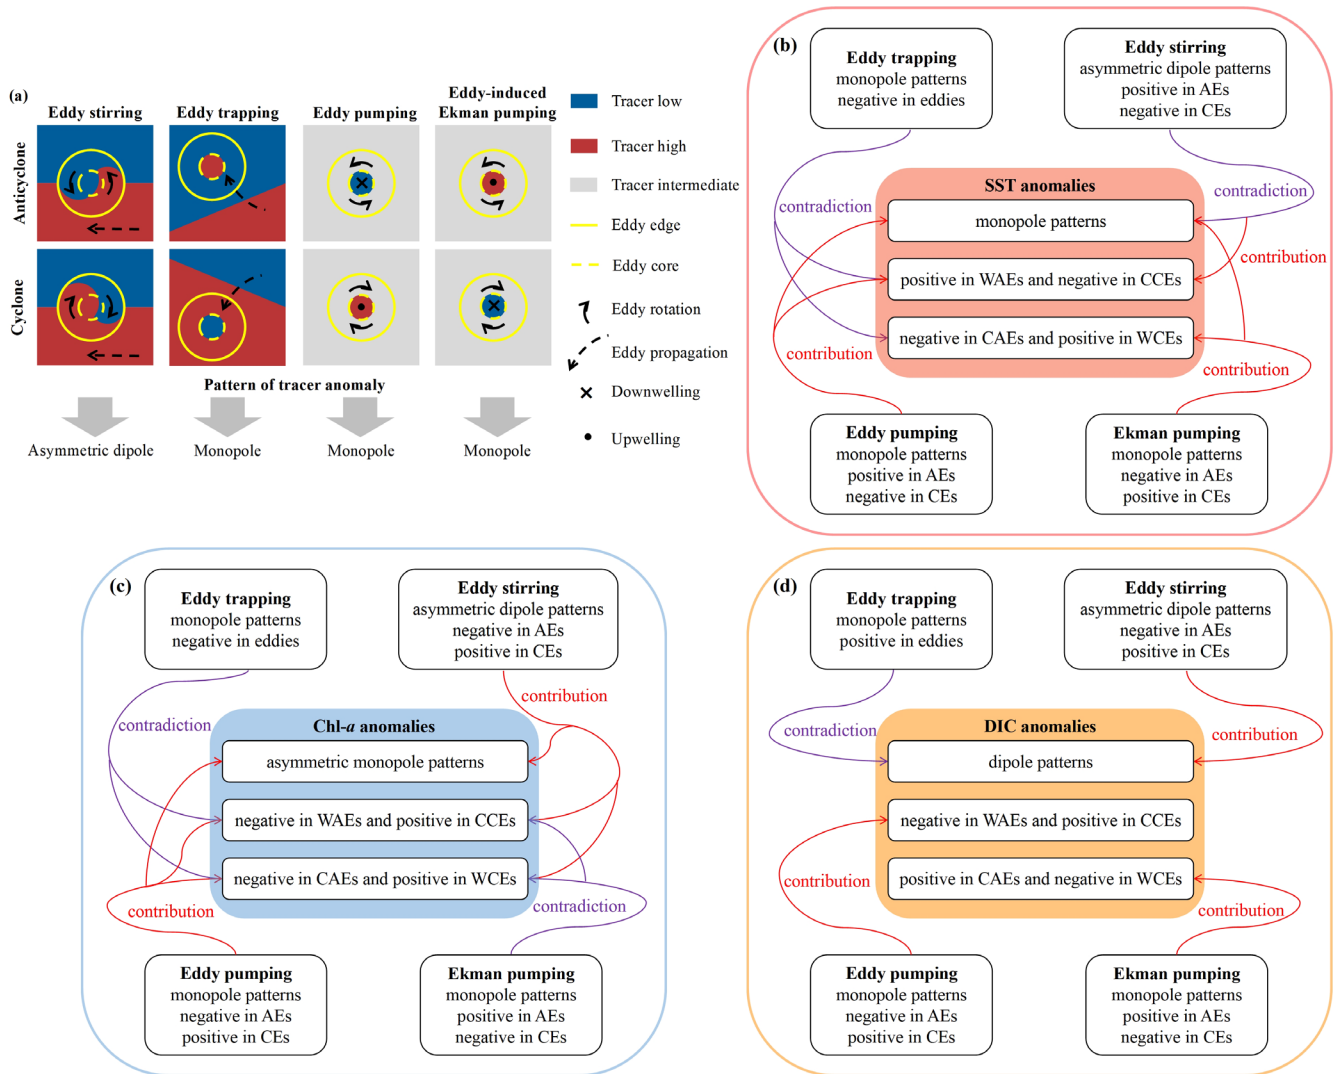 (a)
Eddy stirring
Eddy trapping
Eddy pumping
Eddy-induced
Ekman pumping
Anticyclone
Cyclone
Pattern of tracer anomaly
Asymmetric dipole
Monopole
Monopole
Monopole
Tracer low
Tracer high
Tracer intermediate
Eddy edge
Eddy core
Eddy rotation
Eddy propagation
Downwelling
Upwelling
(b)
Eddy trapping
monopole patterns
negative in eddies
Eddy stirring
asymmetric dipole patterns
positive in AEs
negative in CEs
contradiction
contradiction
SST anomalies
monopole patterns
positive in WAEs and negative in CCEs
negative in CAEs and positive in WCEs
contribution
contribution
contribution
Eddy pumping
monopole patterns
positive in AEs
negative in CEs
Ekman pumping
monopole patterns
negative in AEs
positive in CEs
(c)
Eddy trapping
monopole patterns
negative in eddies
Eddy stirring
asymmetric dipole patterns
negative in AEs
positive in CEs
contradiction
contribution
Chl-a anomalies
asymmetric monopole patterns
negative in WAEs and positive in CCEs
negative in CAEs and positive in WCEs
contribution
contradiction
Eddy pumping
monopole patterns
negative in AEs
positive in CEs
Ekman pumping
monopole patterns
positive in AEs
negative in CEs
(d)
Eddy trapping
monopole patterns
positive in eddies
Eddy stirring
asymmetric dipole patterns
negative in AEs
positive in CEs
contradiction
contribution
DIC anomalies
dipole patterns
negative in WAEs and positive in CCEs
positive in CAEs and negative in WCEs
contribution
contribution
Eddy pumping
monopole patterns
negative in AEs
positive in CEs
Ekman pumping
monopole patterns
positive in AEs
negative in CEs